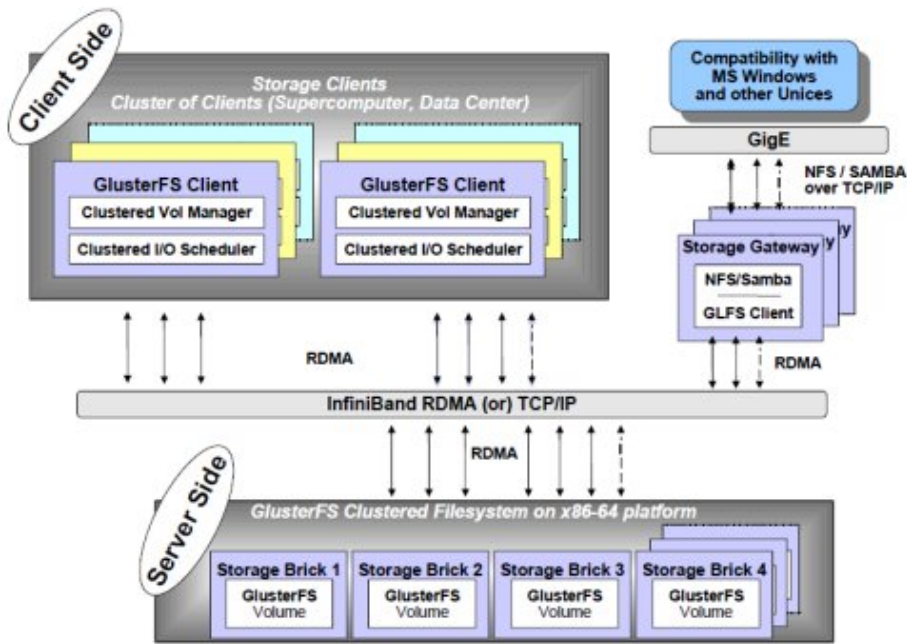 Client Side
Storage Clients
Cluster of Clients (Supercomputer, Data Center)
GlusterFS Client
Clustered Vol Manager
Clustered I/O Scheduler
GlusterFS Client
Clustered Vol Manager
Clustered I/O Scheduler
Compatibility with
MS Windows
and other Unices
GigE
NFS / SAMBA
over TCP/IP
Storage Gateway
NFS/Samba
GLFS Client
RDMA
RDMA
InfiniBand RDMA (or) TCP/IP
RDMA
Server Side
GlusterFS Clustered Filesystem on x86-64 platform
Storage Brick 1
GlusterFS
Volume
Storage Brick 2
GlusterFS
Volume
Storage Brick 3
GlusterFS
Volume
Storage Brick 4
GlusterFS
Volume